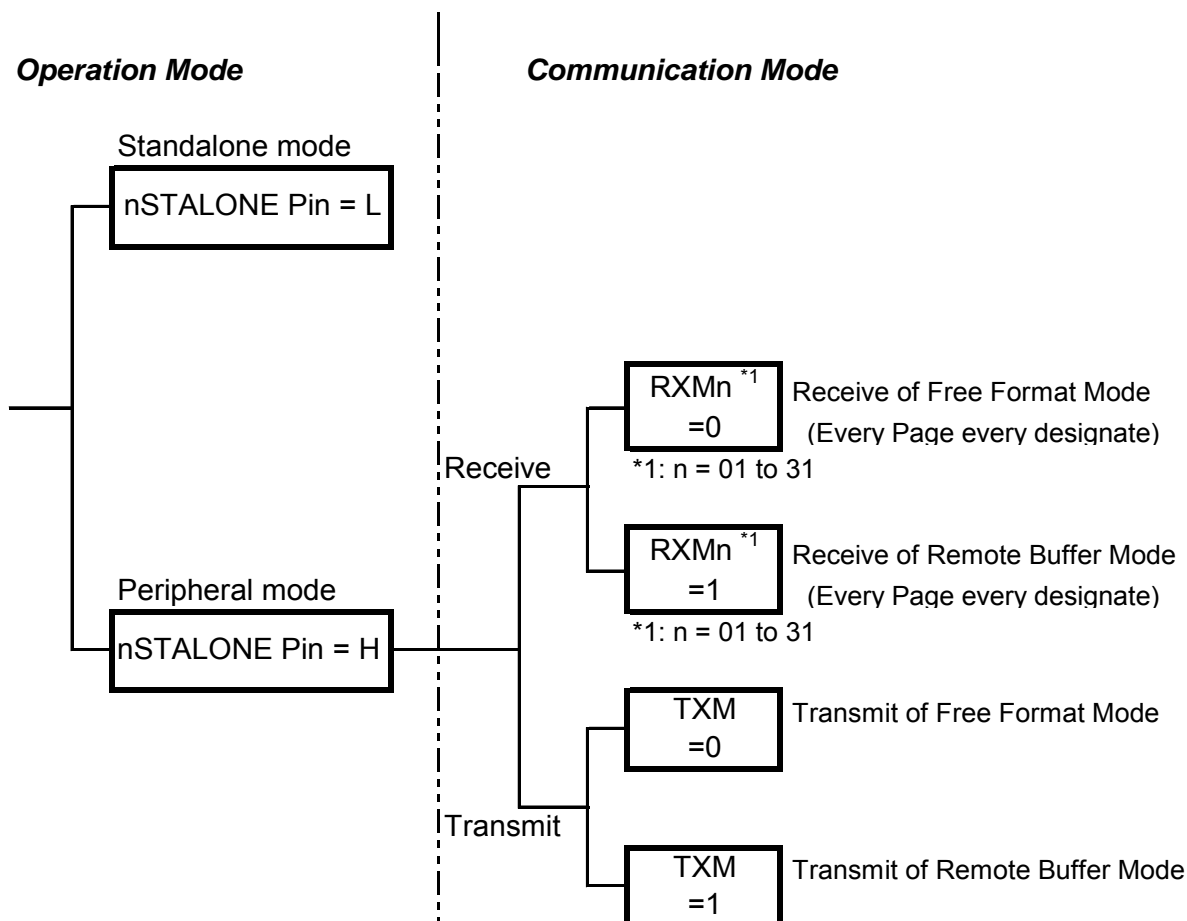 Operation Mode
Communication Mode
Standalone mode
nSTALONE Pin = L
RXMn *1
=0
Receive of Free Format Mode
(Every Page every designate)
*1: n = 01 to 31
Receive
RXMn *1
=1
Receive of Remote Buffer Mode
(Every Page every designate)
*1: n = 01 to 31
Peripheral mode
nSTALONE Pin = H
TXM
=0
Transmit of Free Format Mode
Transmit
TXM
=1
Transmit of Remote Buffer Mode